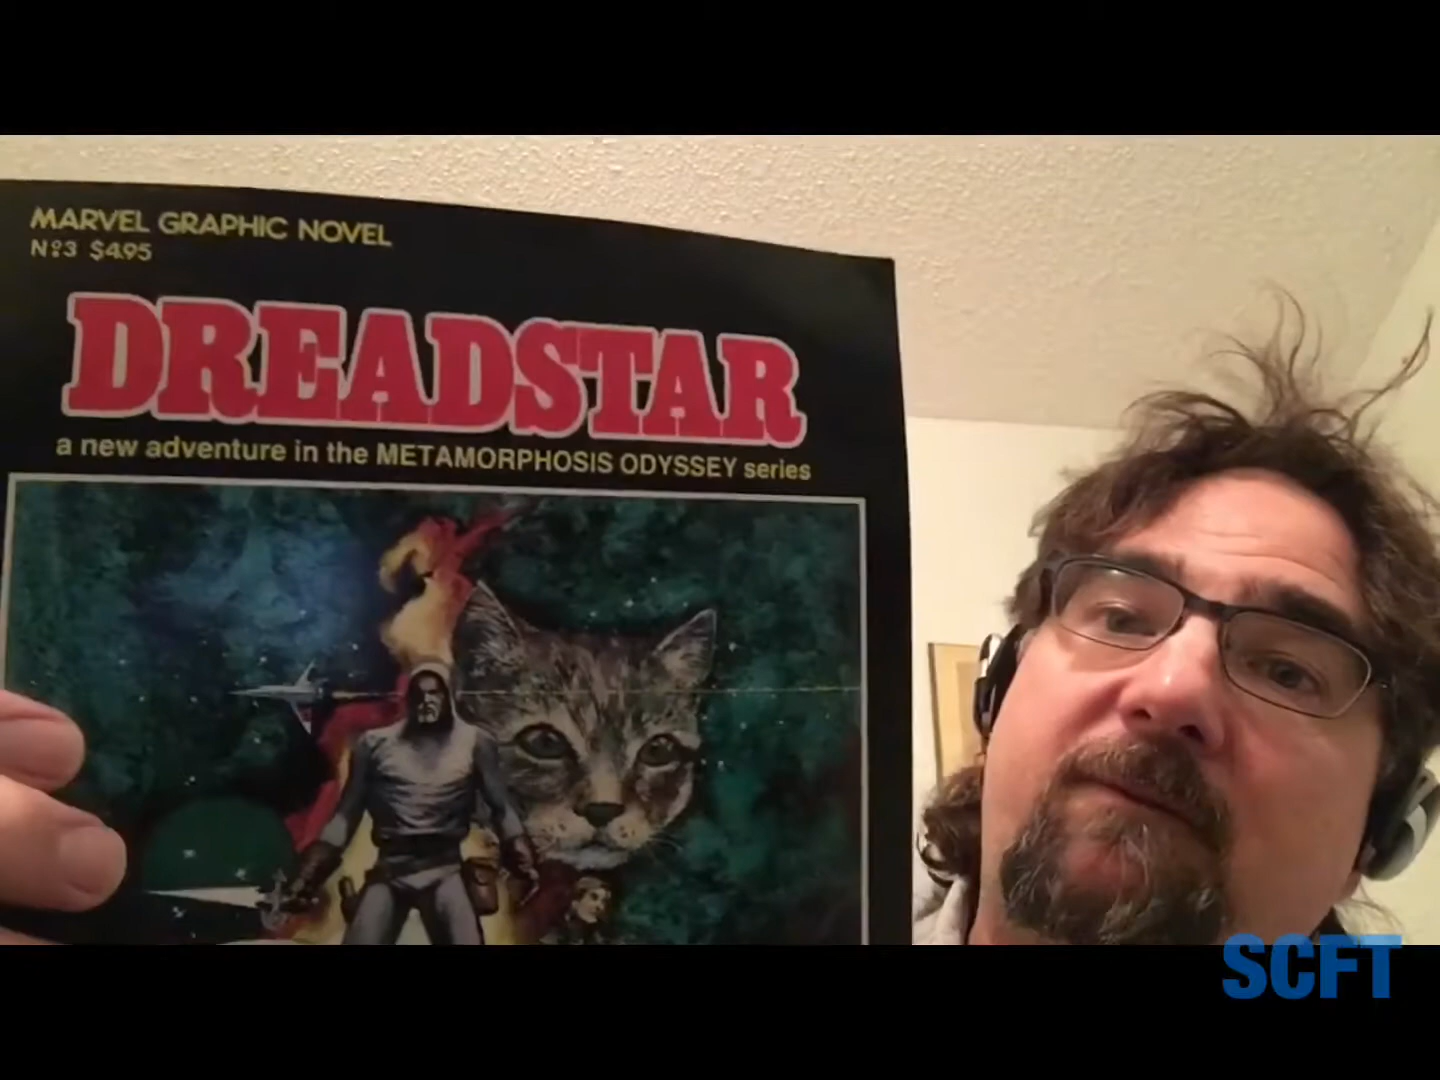 MARVEL GRAPHIC NOVEL
Nº3 $4.95
DREADSTAR
a new adventure in the METAMORPHOSIS ODYSSEY series
SCFT